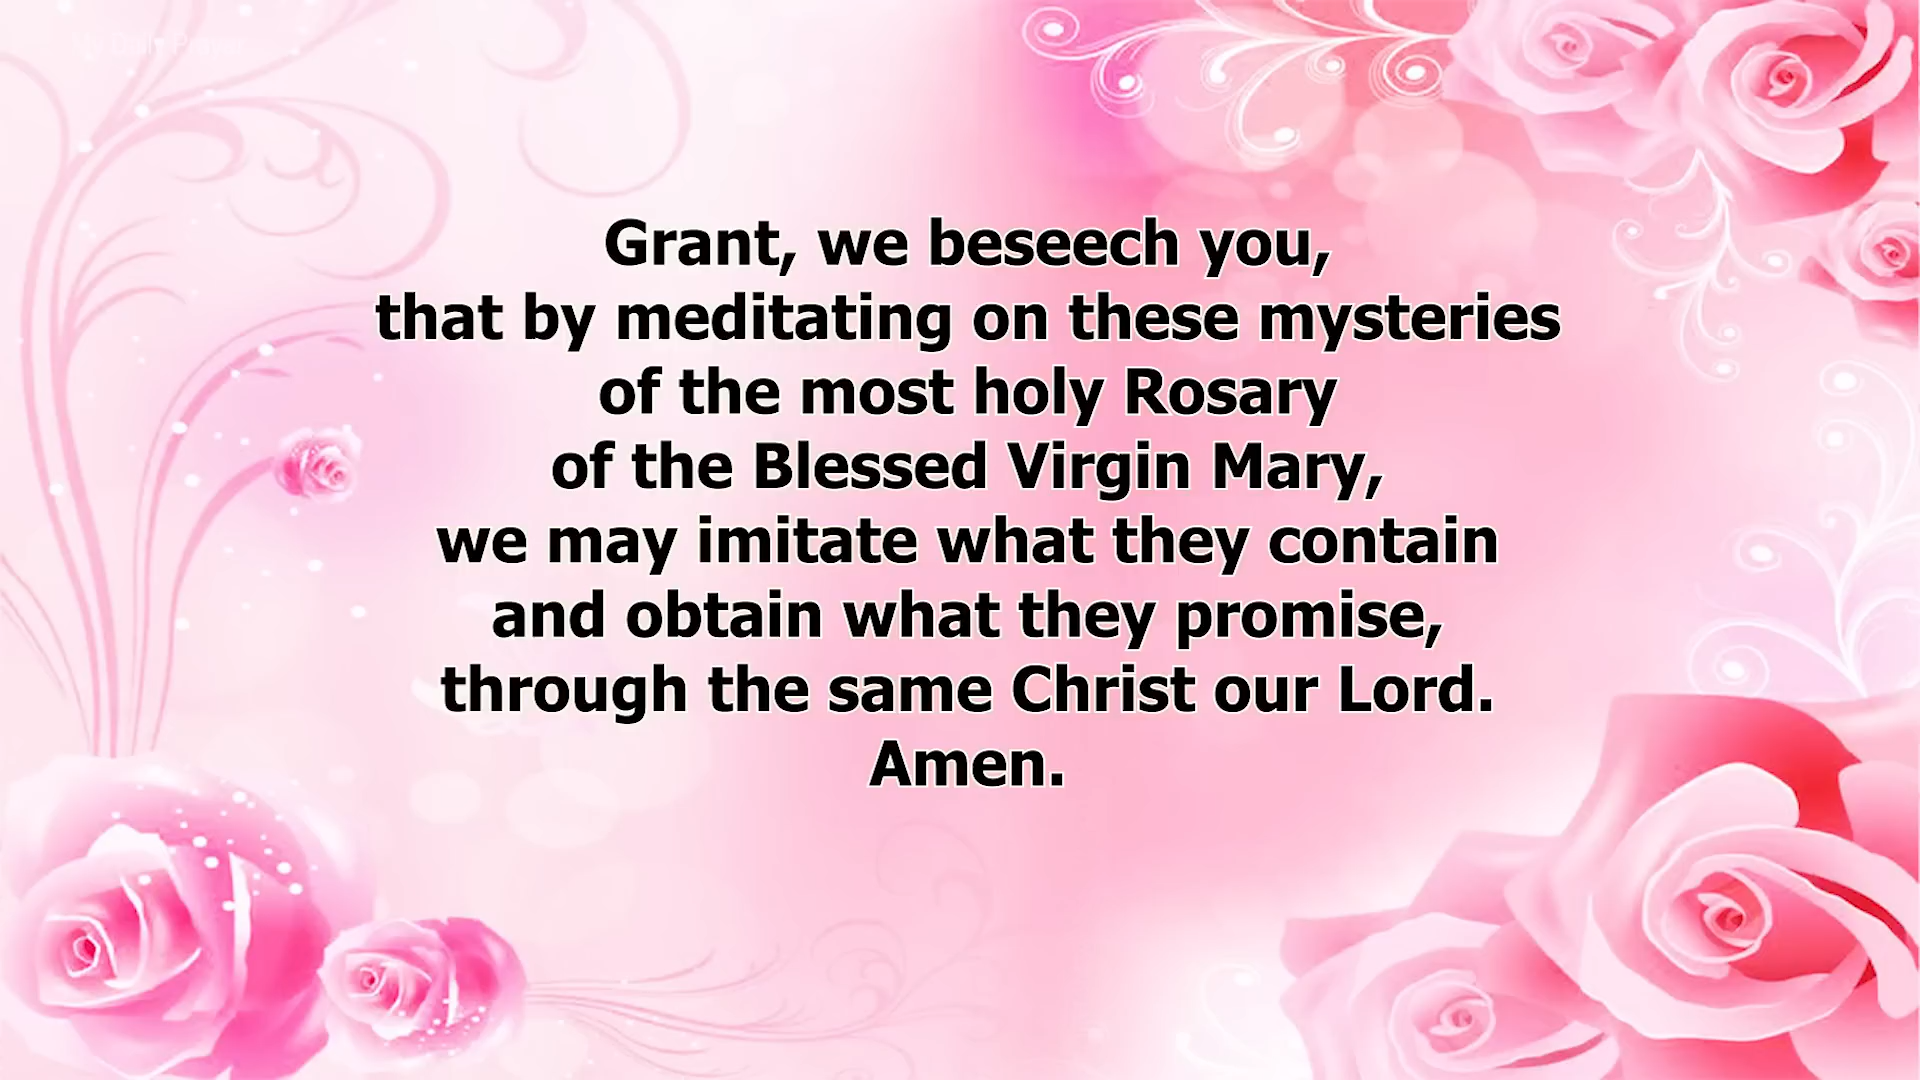 Daily Prayer
Grant, we beseech you,
that by meditating on these mysteries
of the most holy Rosary
of the Blessed Virgin Mary,
we may imitate what they contain
and obtain what they promise,
through the same Christ our Lord.
Amen.